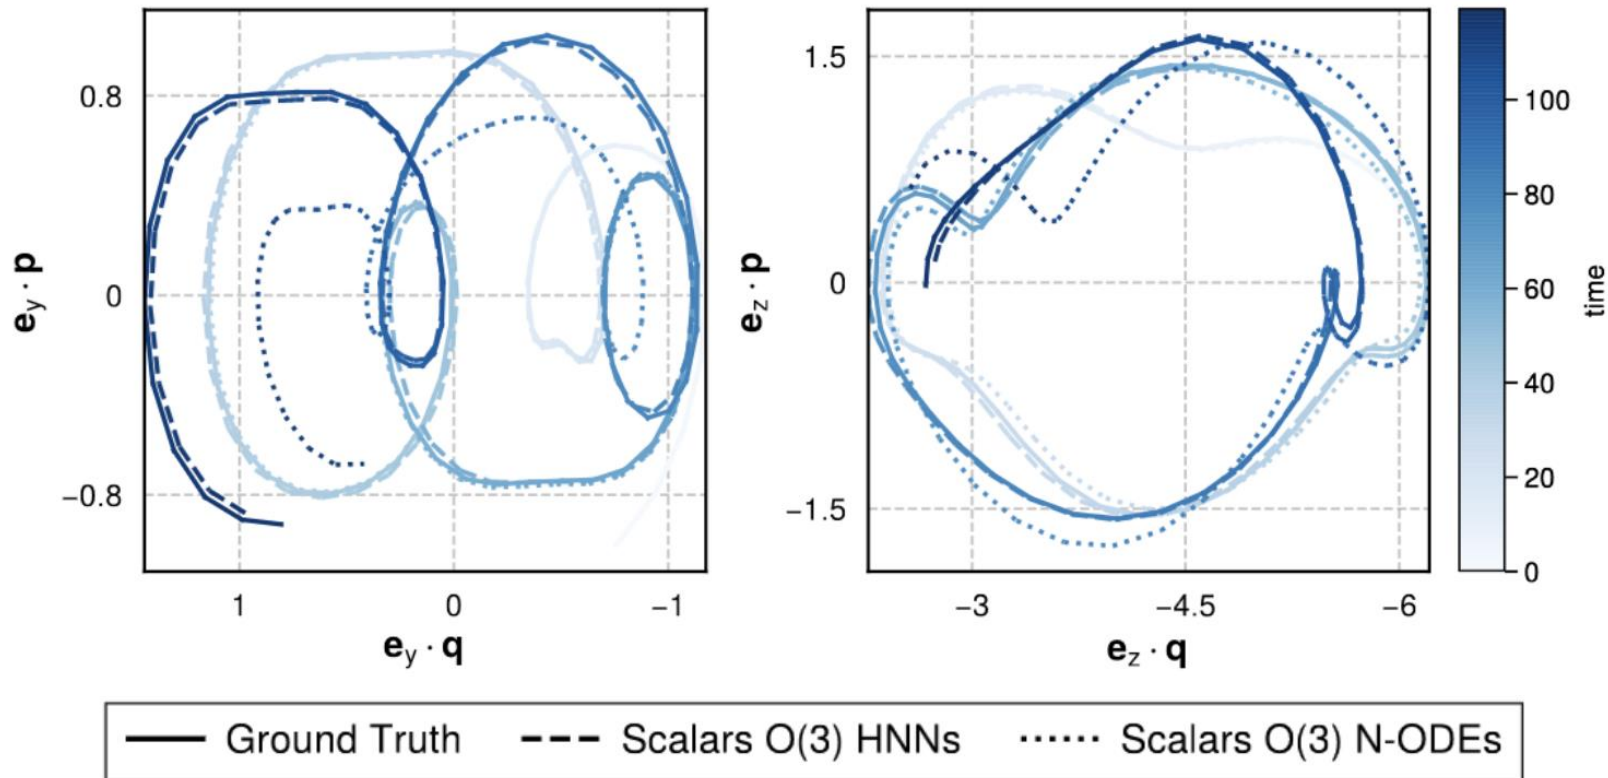 0.8
0
−0.8
e_y · p
1
0
−1
e_y · q
1.5
0
−1.5
e_z · p
−3
−4.5
−6
e_z · q
100
80
60
40
20
0
time
Ground Truth
Scalars O(3) HNNs
Scalars O(3) N-ODEs